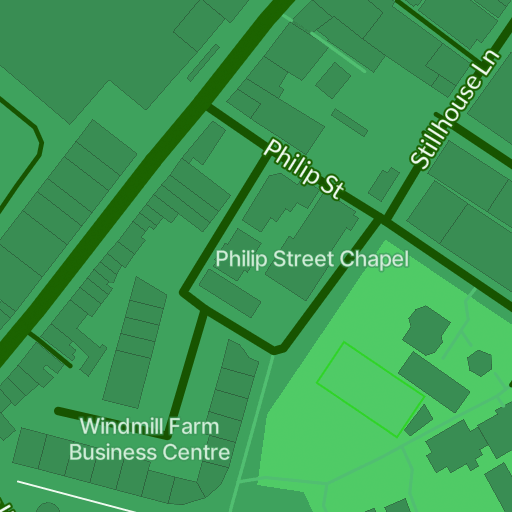 Stillhouse Ln
Philip St
Philip Street Chapel
Windmill Farm
Business Centre